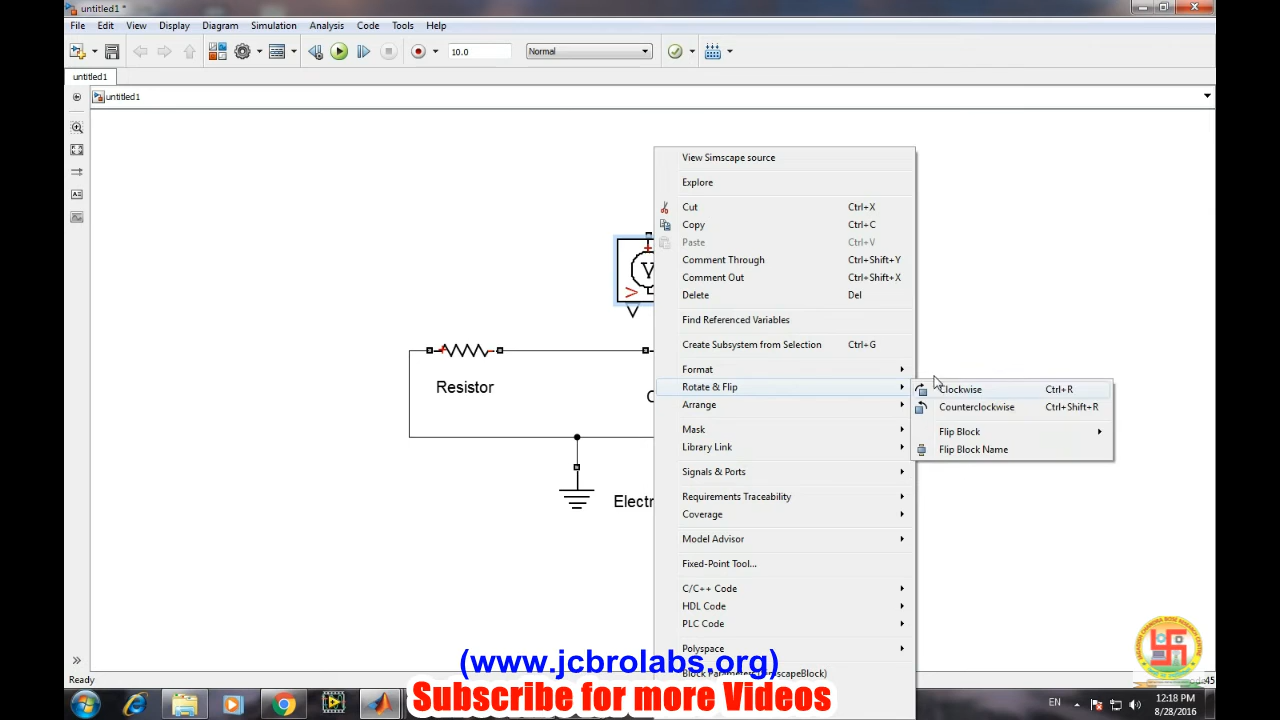 untitled1 *
File Edit View Display Diagram Simulation Analysis Code Tools Help
10.0 Normal
untitled1
untitled1
View Simscape source
Explore
Cut Ctrl+X
Copy Ctrl+C
Paste Ctrl+V
Comment Through Ctrl+Shift+Y
Comment Out Ctrl+Shift+X
Delete Del
Find Referenced Variables
Create Subsystem from Selection Ctrl+G
Format
Rotate & Flip
Arrange
Mask
Library Link
Signals & Ports
Requirements Traceability
Coverage
Model Advisor
Fixed-Point Tool...
C/C++ Code
HDL Code
PLC Code
Polyspace
Clockwise Ctrl+R
Counterclockwise Ctrl+Shift+R
Flip Block
Flip Block Name
V
Resistor
C
Electr
Ready
(www.jcbrolabs.org)
Subscribe for more Videos
EN
12:18 PM
8/28/2016